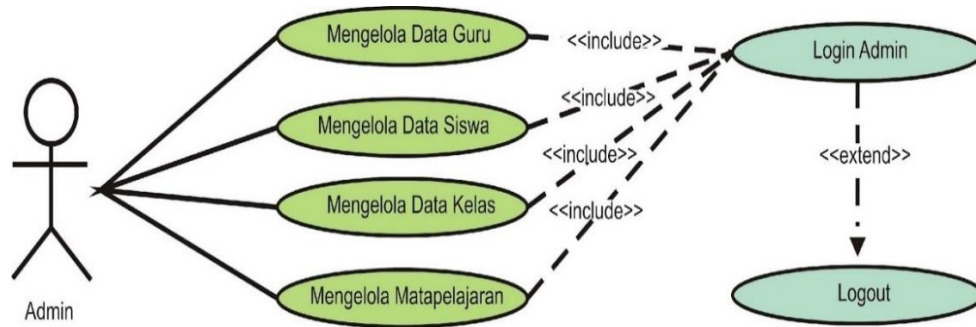 Mengelola Data Guru
<<include>>
Login Admin
Mengelola Data Siswa
<<include>>
Mengelola Data Kelas
<<include>>
<<extend>>
<<include>>
Mengelola Matapelajaran
Logout
Admin